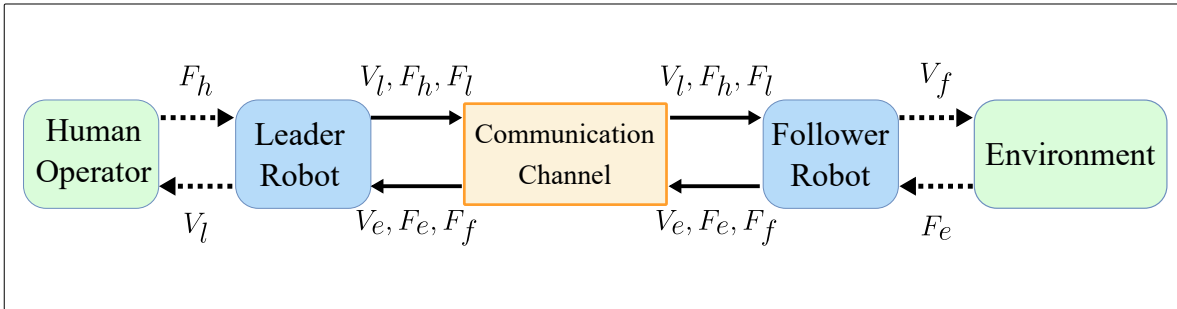 F_h
V_l, F_h, F_l
V_l, F_h, F_l
V_f
Human
Operator
Leader
Robot
Communication
Channel
Follower
Robot
Environment
V_l
V_e, F_e, F_f
V_e, F_e, F_f
F_e